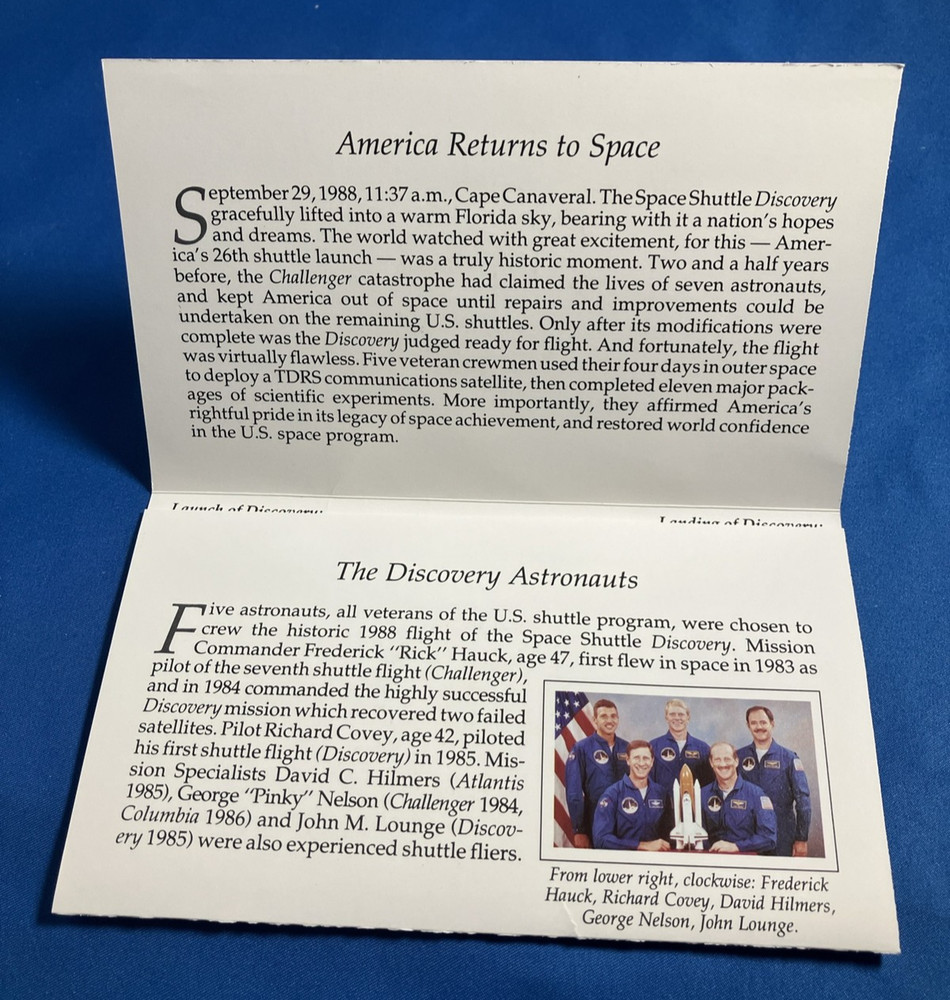 America Returns to Space
September 29, 1988, 11:37 a.m., Cape Canaveral. The Space Shuttle Discovery
gracefully lifted into a warm Florida sky, bearing with it a nation's hopes
and dreams. The world watched with great excitement, for this — Amer-
ica's 26th shuttle launch — was a truly historic moment. Two and a half years
before, the Challenger catastrophe had claimed the lives of seven astronauts,
and kept America out of space until repairs and improvements could be
undertaken on the remaining U.S. shuttles. Only after its modifications were
complete was the Discovery judged ready for flight. And fortunately, the flight
was virtually flawless. Five veteran crewmen used their four days in outer space
to deploy a TDRS communications satellite, then completed eleven major pack-
ages of scientific experiments. More importantly, they affirmed America's
rightful pride in its legacy of space achievement, and restored world confidence
in the U.S. space program.
Launch of Discovery:
Landing of Discovery:
The Discovery Astronauts
Five astronauts, all veterans of the U.S. shuttle program, were chosen to
crew the historic 1988 flight of the Space Shuttle Discovery. Mission
Commander Frederick "Rick" Hauck, age 47, first flew in space in 1983 as
pilot of the seventh shuttle flight (Challenger),
and in 1984 commanded the highly successful
Discovery mission which recovered two failed
satellites. Pilot Richard Covey, age 42, piloted
his first shuttle flight (Discovery) in 1985. Mis-
sion Specialists David C. Hilmers (Atlantis
1985), George "Pinky" Nelson (Challenger 1984,
Columbia 1986) and John M. Lounge (Discov-
ery 1985) were also experienced shuttle fliers.
From lower right, clockwise: Frederick
Hauck, Richard Covey, David Hilmers,
George Nelson, John Lounge.